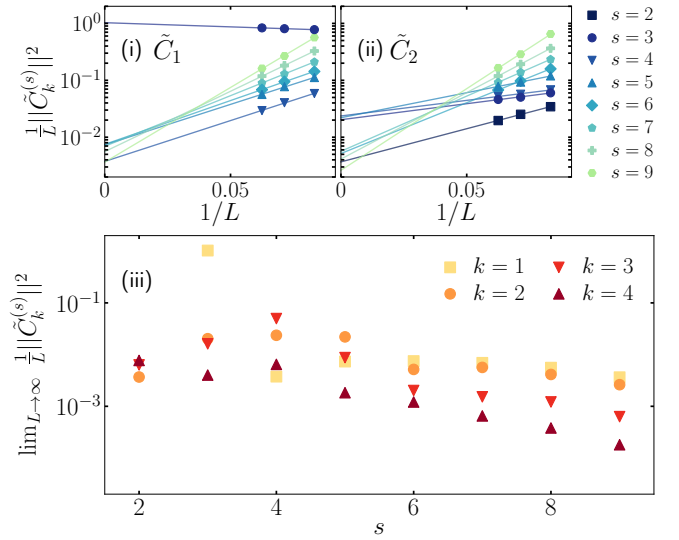 (i) C̃₁
(ii) C̃₂
10⁰
10⁻¹
10⁻²
1/L ||C̃ₖ⁽ˢ⁾||²
0 0.05
1/L
0 0.05
1/L
s = 2
s = 3
s = 4
s = 5
s = 6
s = 7
s = 8
s = 9
(iii)
k = 1 k = 3
k = 2 k = 4
10⁻¹
10⁻³
lim_{L→∞} 1/L ||C̃ₖ⁽ˢ⁾||²
2 4 6 8
s